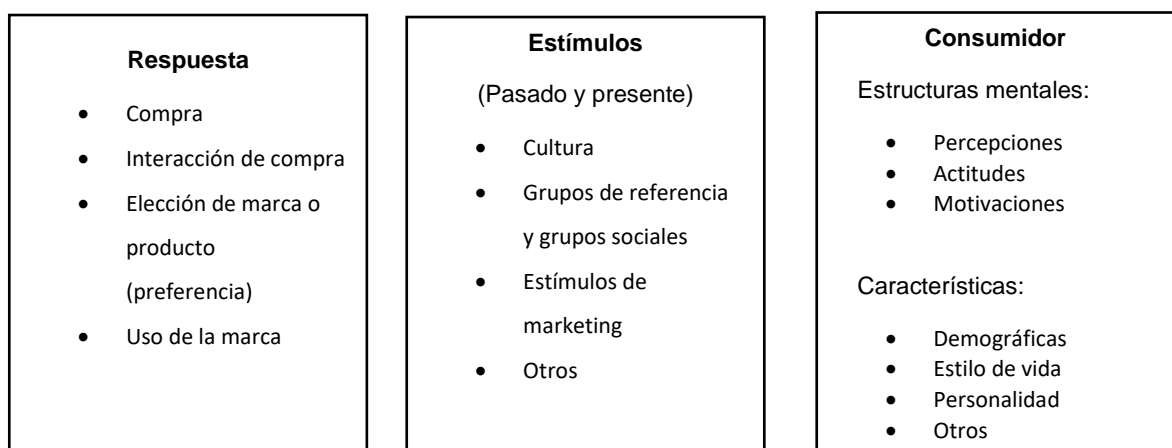 Respuesta
• Compra
• Interacción de compra
• Elección de marca o
producto
(preferencia)
• Uso de la marca
Estímulos
(Pasado y presente)
• Cultura
• Grupos de referencia
y grupos sociales
• Estímulos de
marketing
• Otros
Consumidor
Estructuras mentales:
• Percepciones
• Actitudes
• Motivaciones
Características:
• Demográficas
• Estilo de vida
• Personalidad
• Otros